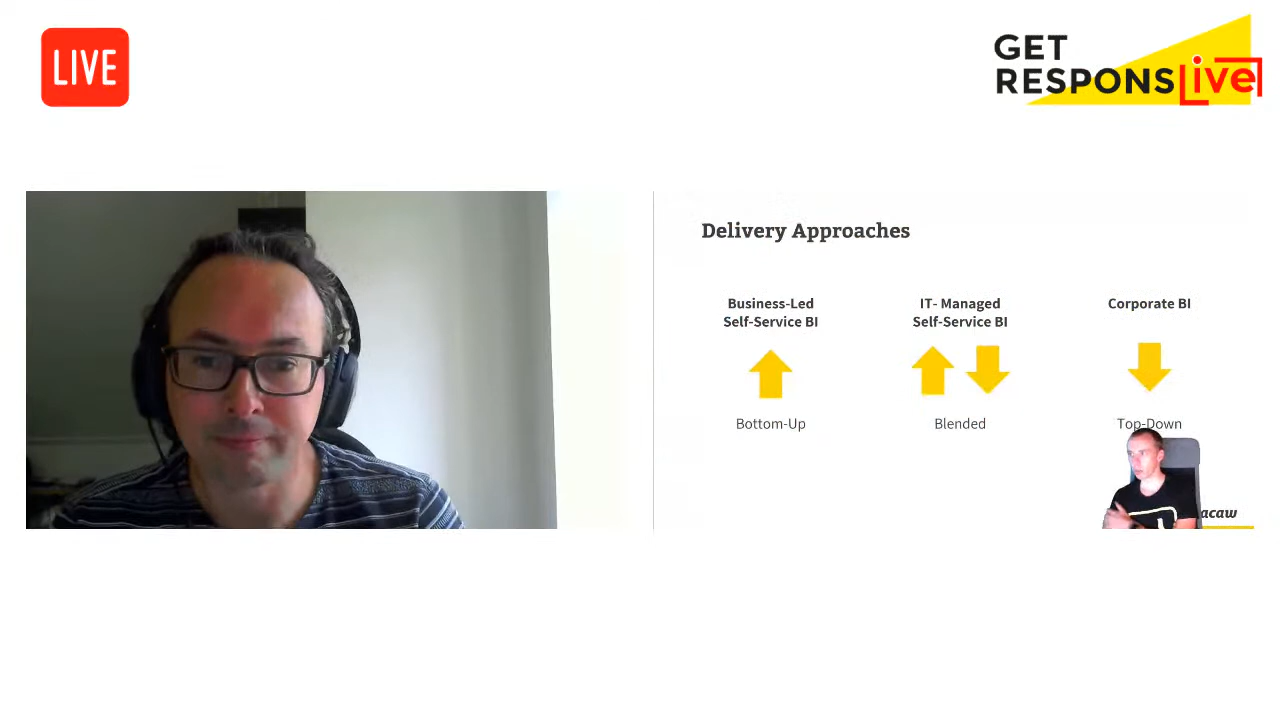 LIVE
GET
RESPONSLive
Delivery Approaches
Business-Led
Self-Service BI
IT- Managed
Self-Service BI
Corporate BI
Bottom-Up
Blended
Top-Down
acaw